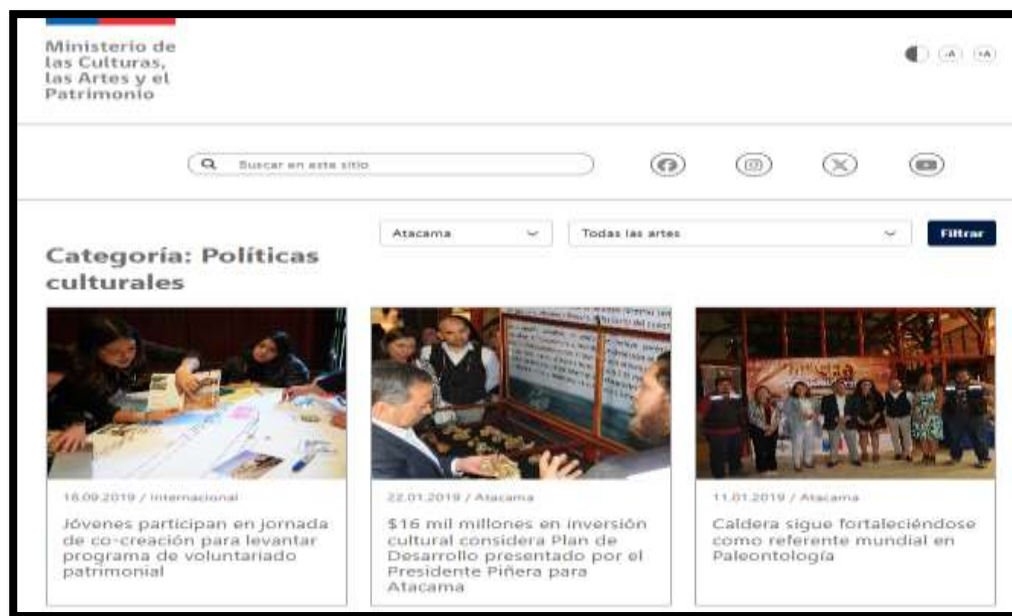 Ministerio de
las Culturas,
las Artes y el
Patrimonio
-A +A
Buscar en este sitio
Atacama Todas las artes Filtrar
Categoría: Políticas
culturales
16.09.2019 / Internacional
Jóvenes participan en jornada
de co-creación para levantar
programa de voluntariado
patrimonial
22.01.2019 / Atacama
$16 mil millones en inversión
cultural considera Plan de
Desarrollo presentado por el
Presidente Piñera para
Atacama
11.01.2019 / Atacama
Caldera sigue fortaleciéndose
como referente mundial en
Paleontología